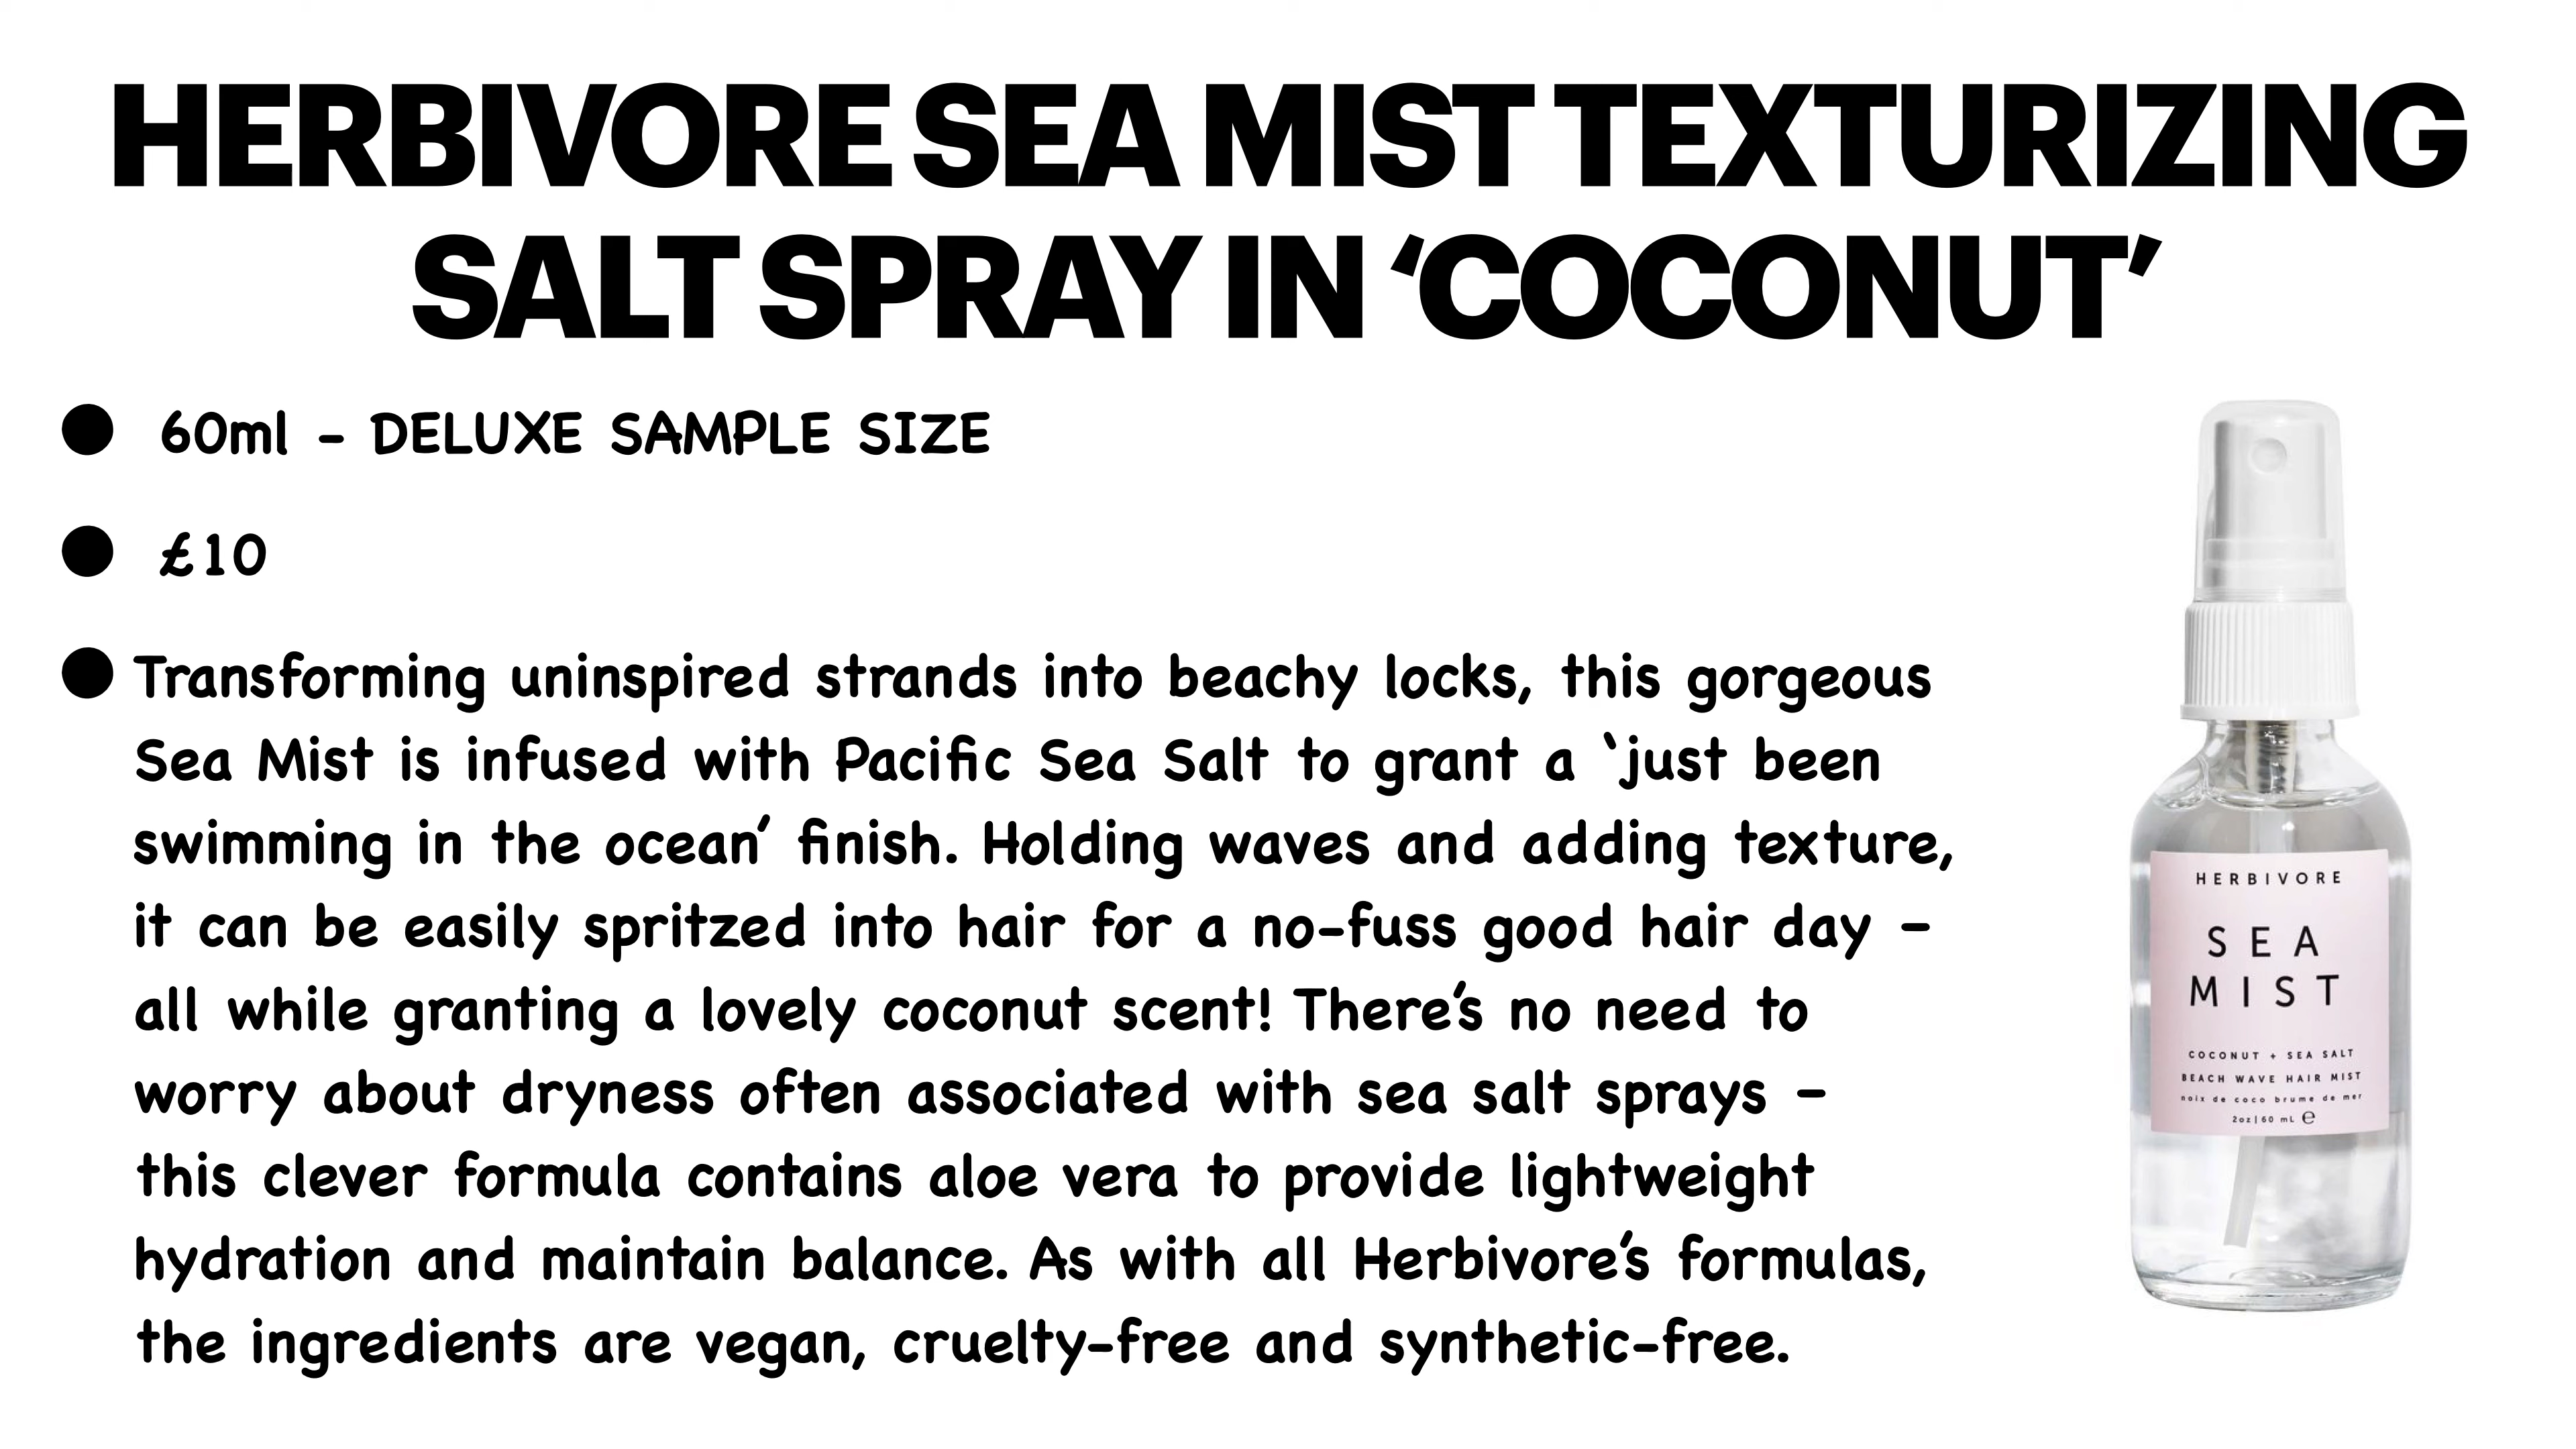 HERBIVORE SEA MIST TEXTURIZING
SALT SPRAY IN ‘COCONUT’
● 60ml - DELUXE SAMPLE SIZE
● £10
● Transforming uninspired strands into beachy locks, this gorgeous
Sea Mist is infused with Pacific Sea Salt to grant a ‘just been
swimming in the ocean’ finish. Holding waves and adding texture,
it can be easily spritzed into hair for a no-fuss good hair day –
all while granting a lovely coconut scent! There’s no need to
worry about dryness often associated with sea salt sprays –
this clever formula contains aloe vera to provide lightweight
hydration and maintain balance. As with all Herbivore’s formulas,
the ingredients are vegan, cruelty-free and synthetic-free.
HERBIVORE
SEA
MIST
COCONUT + SEA SALT
BEACH WAVE HAIR MIST
noix de coco brume de mer
2oz|60 mL ℮